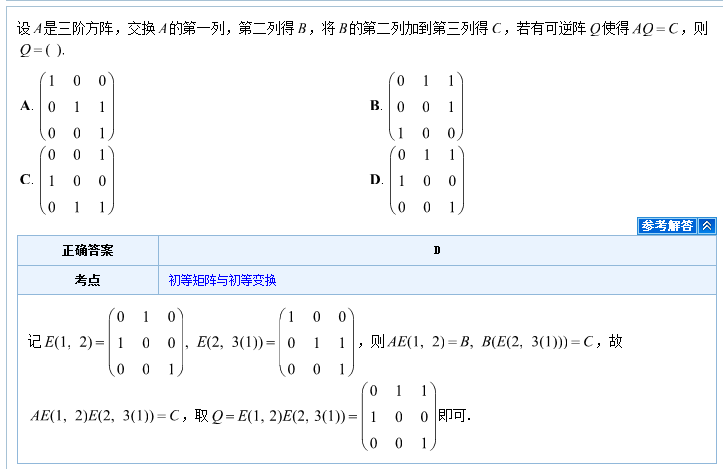 设A是三阶方阵，交换A的第一列，第二列得B，将B的第二列加到第三列得C，若有可逆阵Q使得AQ=C，则
Q=( ).
A. (1 0 0
0 1 1
0 0 1)
B. (0 1 1
0 0 1
1 0 0)
C. (0 0 1
1 0 0
0 1 1)
D. (0 1 1
1 0 0
0 0 1)
参考解答
正确答案 D
考点 初等矩阵与初等变换
记E(1, 2)=(0 1 0
1 0 0
0 0 1), E(2, 3(1))=(1 0 0
0 1 1
0 0 1)，则AE(1, 2)=B, B(E(2, 3(1)))=C，故
AE(1, 2)E(2, 3(1))=C，取Q=E(1, 2)E(2, 3(1))=(0 1 1
1 0 0
0 0 1)即可.